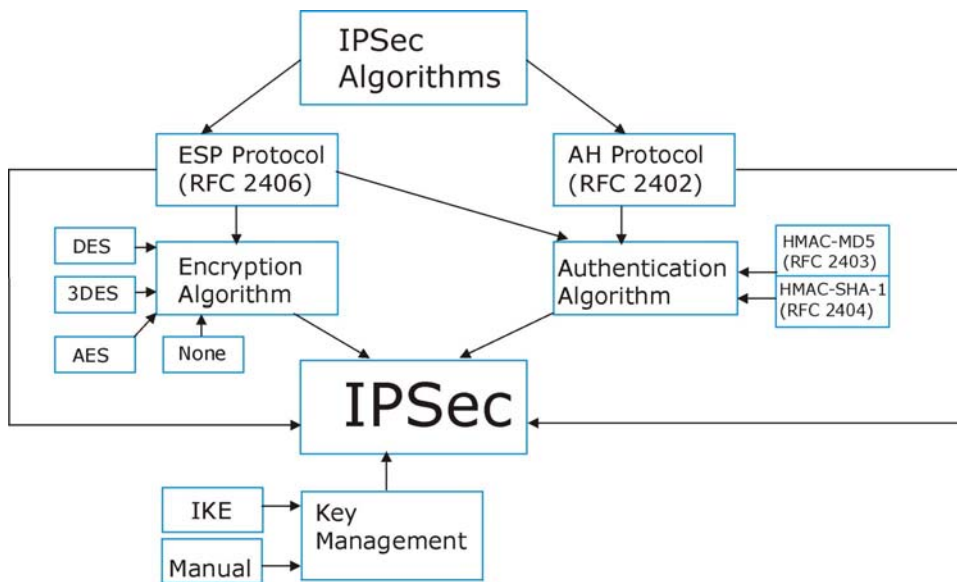 IPSec
Algorithms
ESP Protocol
(RFC 2406)
AH Protocol
(RFC 2402)
DES
3DES
AES
None
Encryption
Algorithm
Authentication
Algorithm
HMAC-MD5
(RFC 2403)
HMAC-SHA-1
(RFC 2404)
IPSec
IKE
Manual
Key
Management